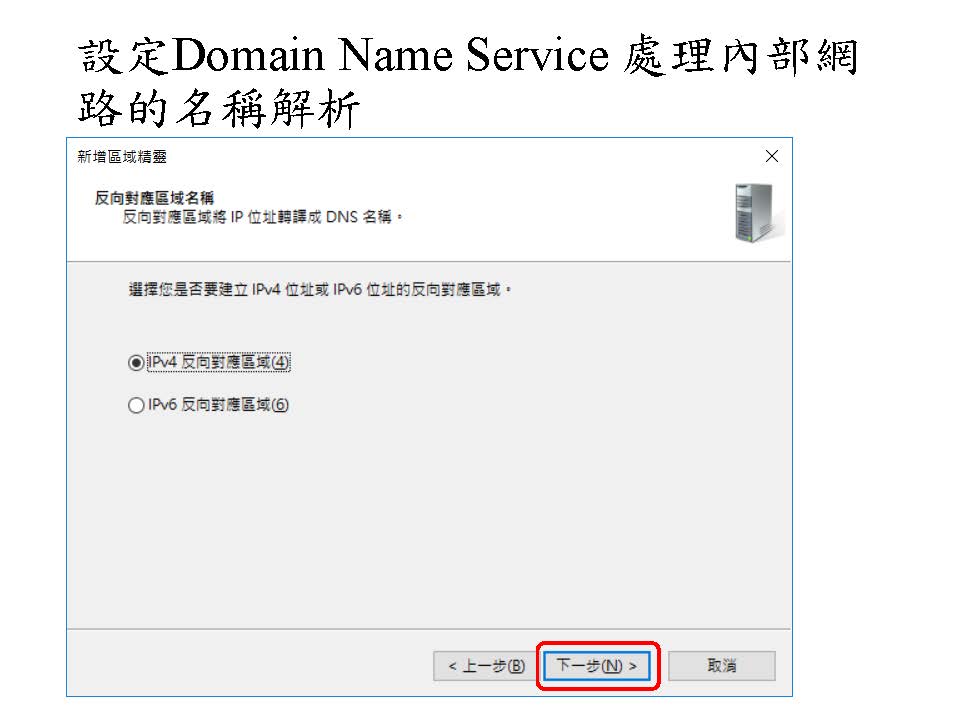 設定Domain Name Service 處理內部網
路的名稱解析
新增區域精靈
反向對應區域名稱
反向對應區域將 IP 位址轉譯成 DNS 名稱。
選擇您是否要建立 IPv4 位址或 IPv6 位址的反向對應區域。
IPv4 反向對應區域(4)
IPv6 反向對應區域(6)
< 上一步(B) 下一步(N) > 取消